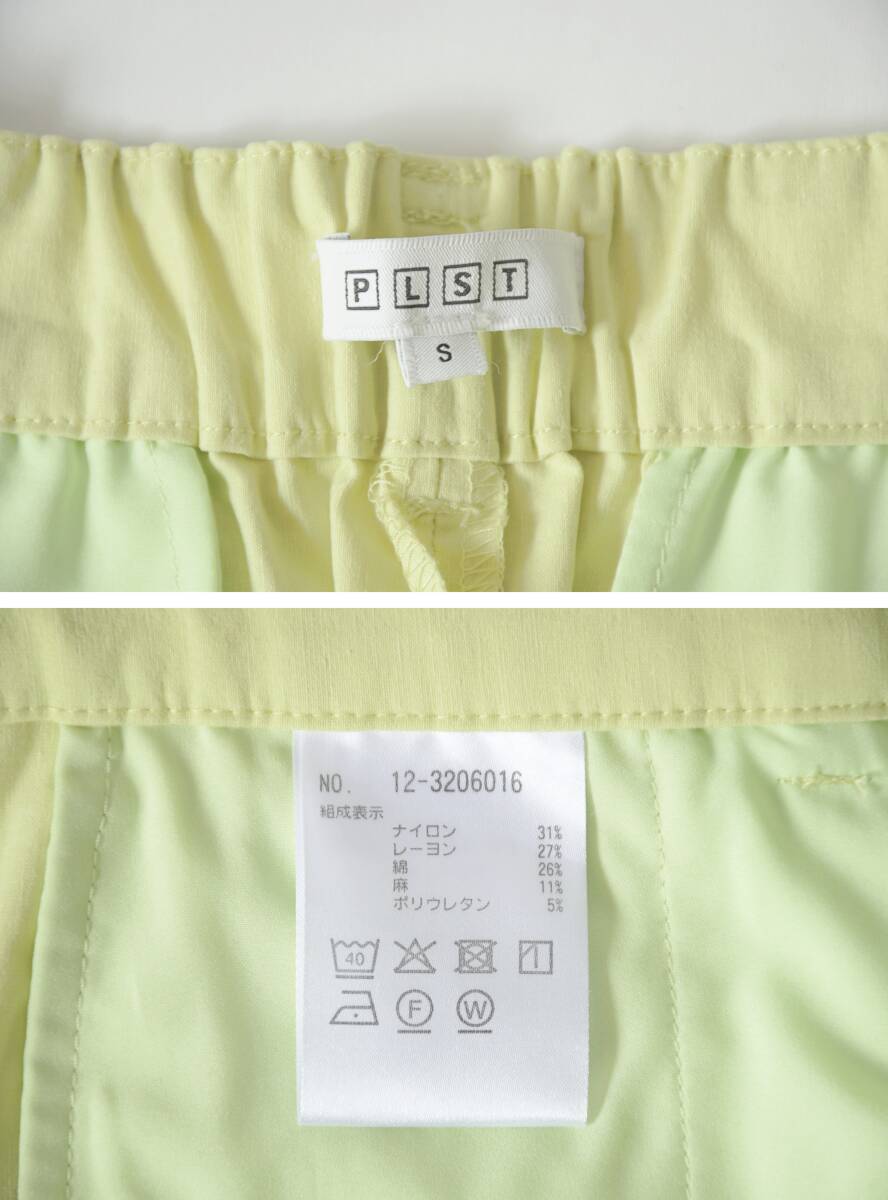 PLST
S
NO. 12-3206016
組成表示
ナイロン 31%
レーヨン 27%
綿 26%
麻 11%
ポリウレタン 5%
40
F W